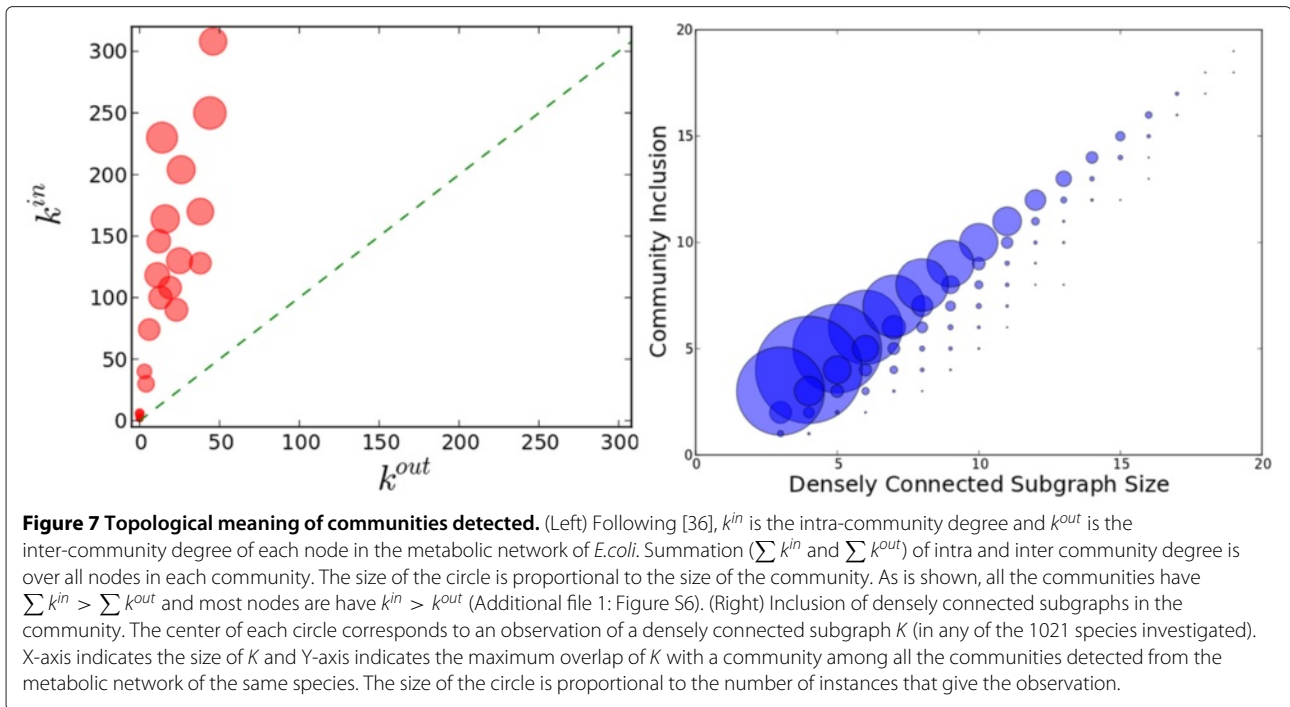 300
250
200
150
100
50
0
k^{in}
0
50
100
150
200
250
300
k^{out}
20
15
10
5
0
Community Inclusion
0
5
10
15
20
Densely Connected Subgraph Size
Figure 7 Topological meaning of communities detected. (Left) Following [36], k^{in} is the intra-community degree and k^{out} is the
inter-community degree of each node in the metabolic network of E.coli. Summation (∑ k^{in} and ∑ k^{out}) of intra and inter community degree is
over all nodes in each community. The size of the circle is proportional to the size of the community. As is shown, all the communities have
∑ k^{in} > ∑ k^{out} and most nodes are have k^{in} > k^{out} (Additional file 1: Figure S6). (Right) Inclusion of densely connected subgraphs in the
community. The center of each circle corresponds to an observation of a densely connected subgraph K (in any of the 1021 species investigated).
X-axis indicates the size of K and Y-axis indicates the maximum overlap of K with a community among all the communities detected from the
metabolic network of the same species. The size of the circle is proportional to the number of instances that give the observation.